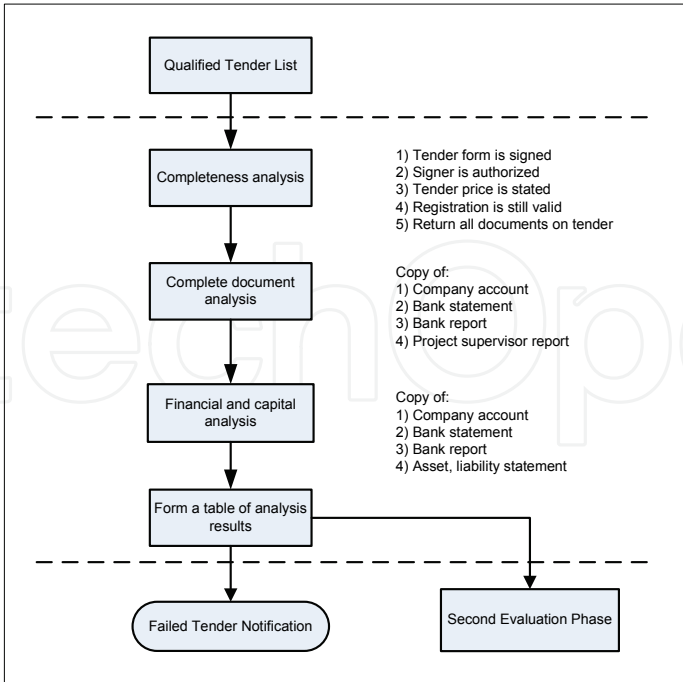 Qualified Tender List
Completeness analysis
1) Tender form is signed
2) Signer is authorized
3) Tender price is stated
4) Registration is still valid
5) Return all documents on tender
Complete document
analysis
Copy of:
1) Company account
2) Bank statement
3) Bank report
4) Project supervisor report
Financial and capital
analysis
Copy of:
1) Company account
2) Bank statement
3) Bank report
4) Asset, liability statement
Form a table of analysis
results
Failed Tender Notification
Second Evaluation Phase
techOpe